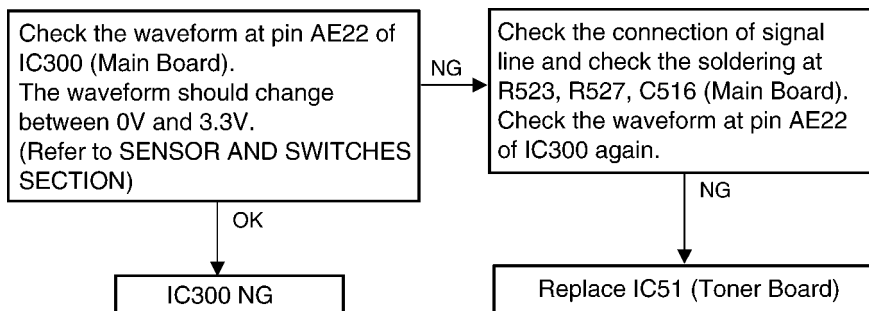 Check the waveform at pin AE22 of
IC300 (Main Board).
The waveform should change
between 0V and 3.3V.
(Refer to SENSOR AND SWITCHES
SECTION)
NG
Check the connection of signal
line and check the soldering at
R523, R527, C516 (Main Board).
Check the waveform at pin AE22
of IC300 again.
OK
NG
IC300 NG
Replace IC51 (Toner Board)